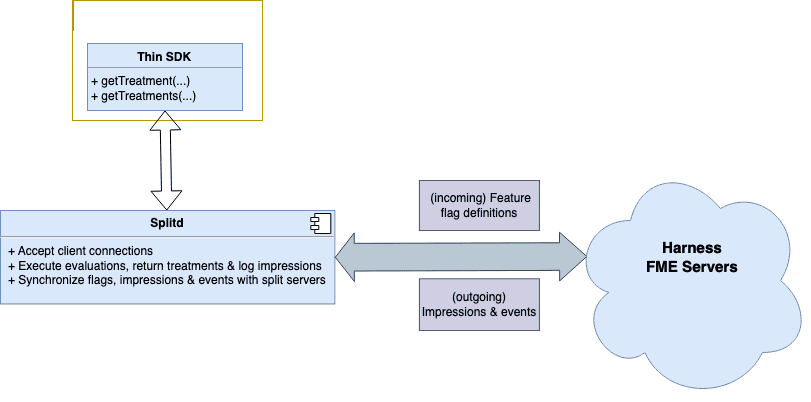 Thin SDK
+ getTreatment(...)
+ getTreatments(...)
Splitd
+ Accept client connections
+ Execute evaluations, return treatments & log impressions
+ Synchronize flags, impressions & events with split servers
(incoming) Feature
flag definitions
(outgoing)
Impressions & events
Harness
FME Servers